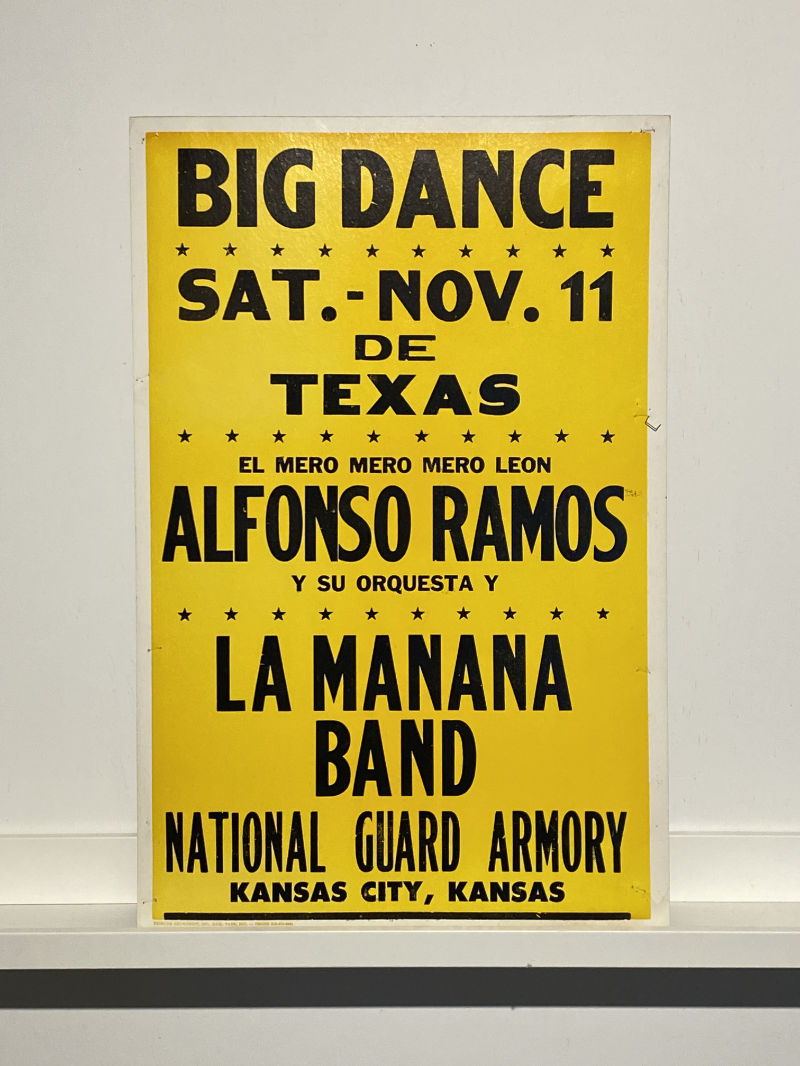 BIG DANCE
SAT.-NOV. 11
DE
TEXAS
EL MERO MERO MERO LEON
ALFONSO RAMOS
Y SU ORQUESTA Y
LA MANANA
BAND
NATIONAL GUARD ARMORY
KANSAS CITY, KANSAS